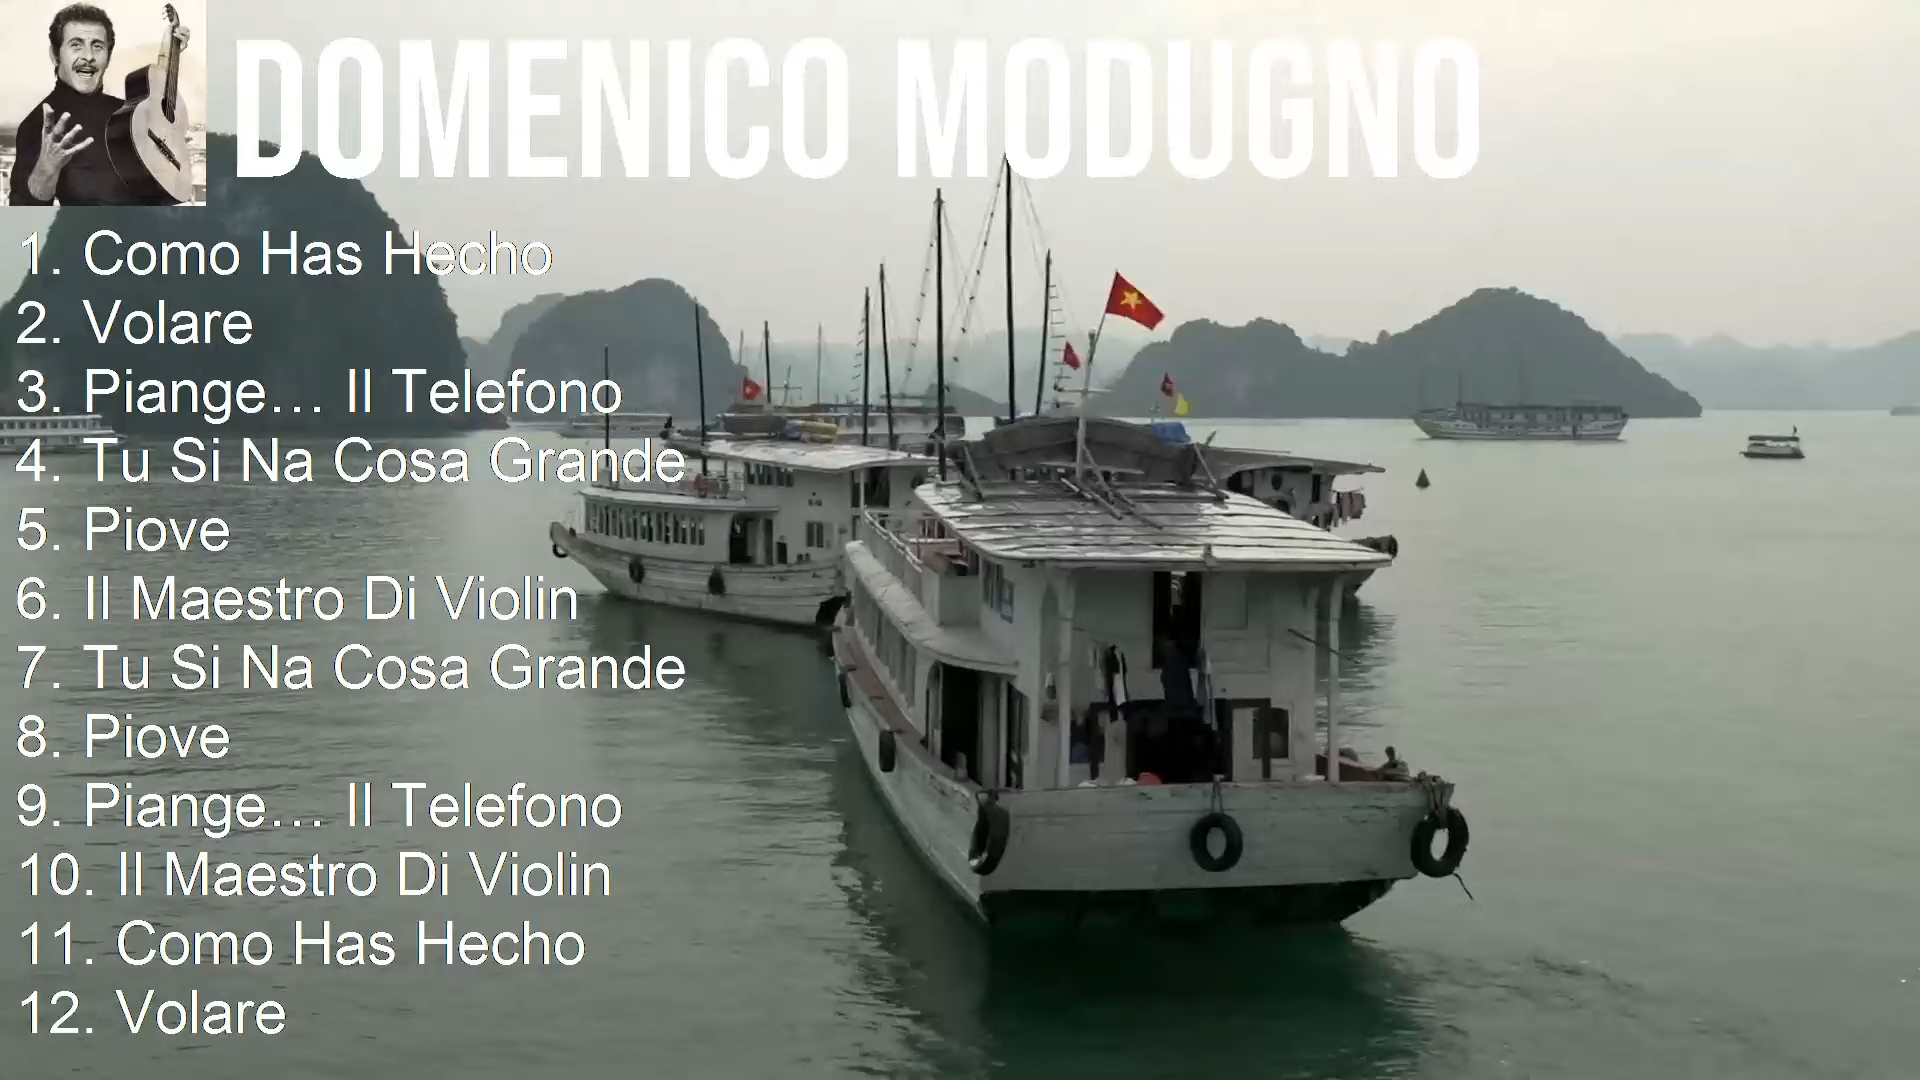 DOMENICO MODUGNO
1. Como Has Hecho
2. Volare
3. Piange… Il Telefono
4. Tu Si Na Cosa Grande
5. Piove
6. Il Maestro Di Violin
7. Tu Si Na Cosa Grande
8. Piove
9. Piange… Il Telefono
10. Il Maestro Di Violin
11. Como Has Hecho
12. Volare